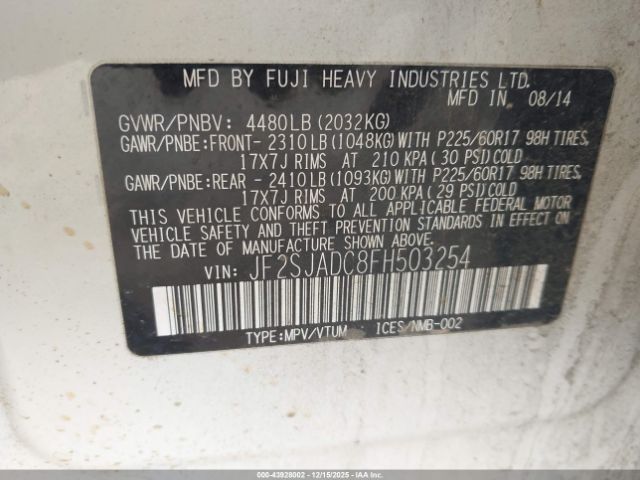 MFD BY FUJI HEAVY INDUSTRIES LTD.
MFD IN 08/14
GVWR/PNBV: 4480LB(2032KG)
GAWR/PNBE:FRONT- 2310LB(1048KG)WITH P225/60R17 98H TIRES,
17X7J RIMS AT 210 KPA( 30 PSI)COLD
GAWR/PNBE:REAR - 2410LB(1093KG)WITH P225/60R17 98H TIRES,
17X7J RIMS AT 200 KPA( 29 PSI)COLD
THIS VEHICLE CONFORMS TO ALL APPLICABLE FEDERAL MOTOR
VEHICLE SAFETY AND THEFT PREVENTION STANDARDS IN EFFECT ON
THE DATE OF MANUFACTURE SHOWN ABOVE.
VIN: JF2SJADC8FH503254
TYPE:MPV/VTUM ICES/NMB-002
000-43928002 - 12/15/2025 - IAAI.COM